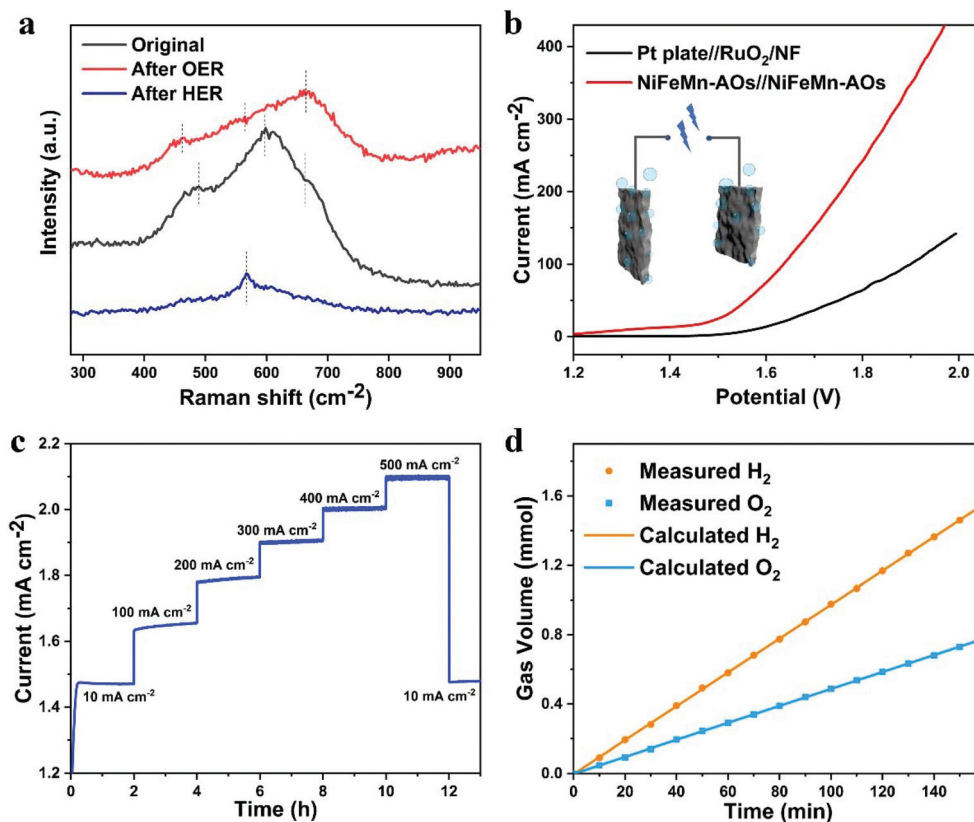 a
Original
After OER
After HER
Intensity (a.u.)
300 400 500 600 700 800 900
Raman shift (cm⁻²)
b
Pt plate//RuO₂/NF
NiFeMn-AOs//NiFeMn-AOs
Current (mA cm⁻²)
400
300
200
100
0
1.2 1.4 1.6 1.8 2.0
Potential (V)
c
Current (mA cm⁻²)
2.2
2.0
1.8
1.6
1.4
1.2
10 mA cm⁻²
100 mA cm⁻²
200 mA cm⁻²
300 mA cm⁻²
400 mA cm⁻²
500 mA cm⁻²
10 mA cm⁻²
0 2 4 6 8 10 12
Time (h)
d
Measured H₂
Measured O₂
Calculated H₂
Calculated O₂
Gas Volume (mmol)
1.6
1.2
0.8
0.4
0.0
0 20 40 60 80 100 120 140
Time (min)